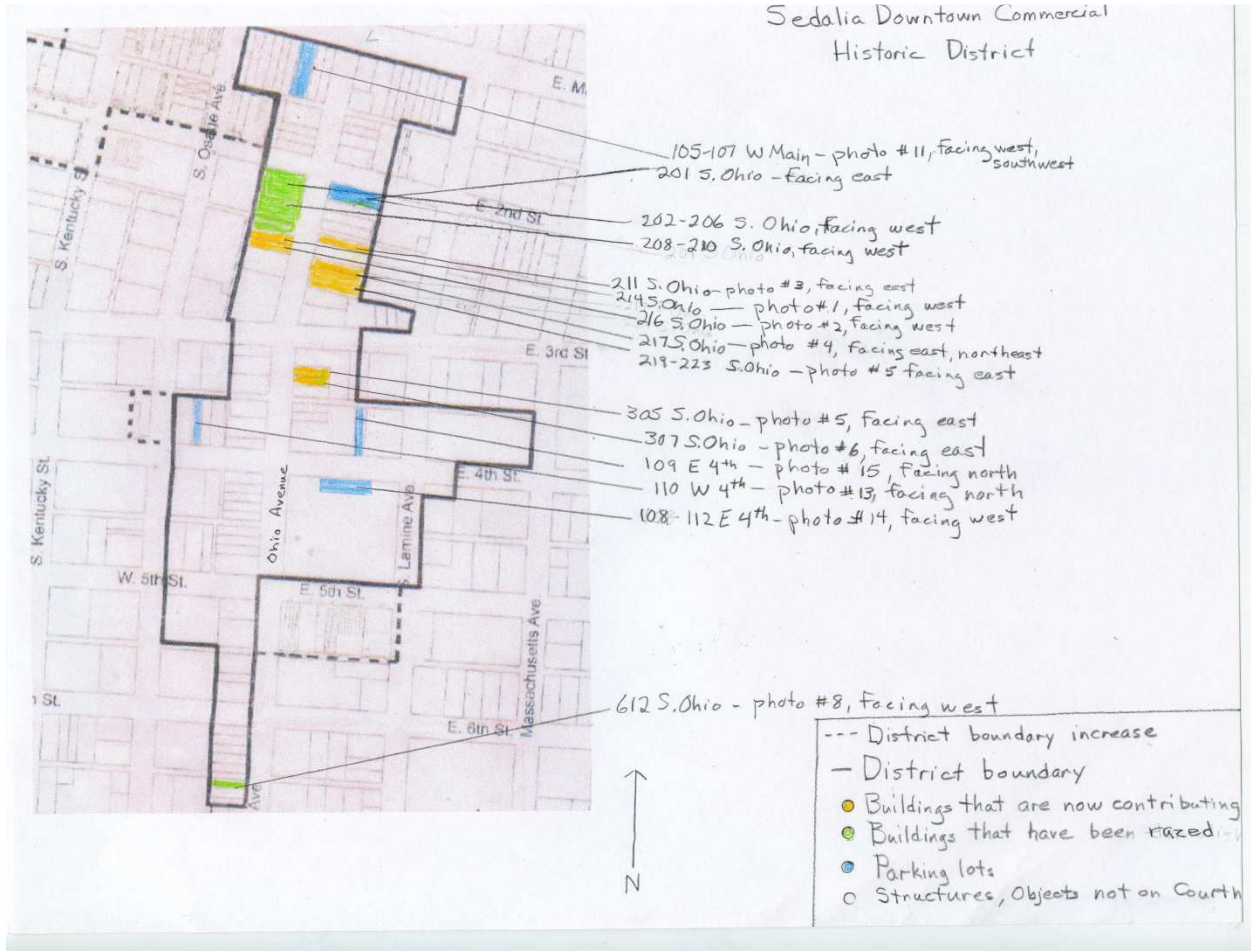 Sedalia Downtown Commercial
Historic District
E. M
S. Osage Ave
S. Kentucky St
E. 2nd St.
E. 3rd St
S. Kentucky St.
Ohio Avenue
E. 4th St.
S. Lamine Ave.
W. 5th St.
E. 5th St.
Massachusetts Ave.
h St.
E. 6th St.
Ave
105-107 W Main - photo #11, facing west,
southwest
201 S. Ohio - facing east
202-206 S. Ohio, facing west
208-210 S. Ohio, facing west
211 S. Ohio - photo #3, facing east
214 S. Ohio — photo #1, facing west
216 S. Ohio — photo #2, facing west
217 S. Ohio — photo #4, facing east, northeast
219-223 S. Ohio - photo #5 facing east
305 S. Ohio - photo #5, facing east
307 S. Ohio - photo #6, facing east
109 E 4th - photo #15, facing north
110 W 4th - photo #13, facing north
108-112 E 4th - photo #14, facing west
612 S. Ohio - photo #8, facing west
N
--- District boundary increase
— District boundary
Buildings that are now contributing
Buildings that have been razed
Parking lots
Structures, Objects not on Courth